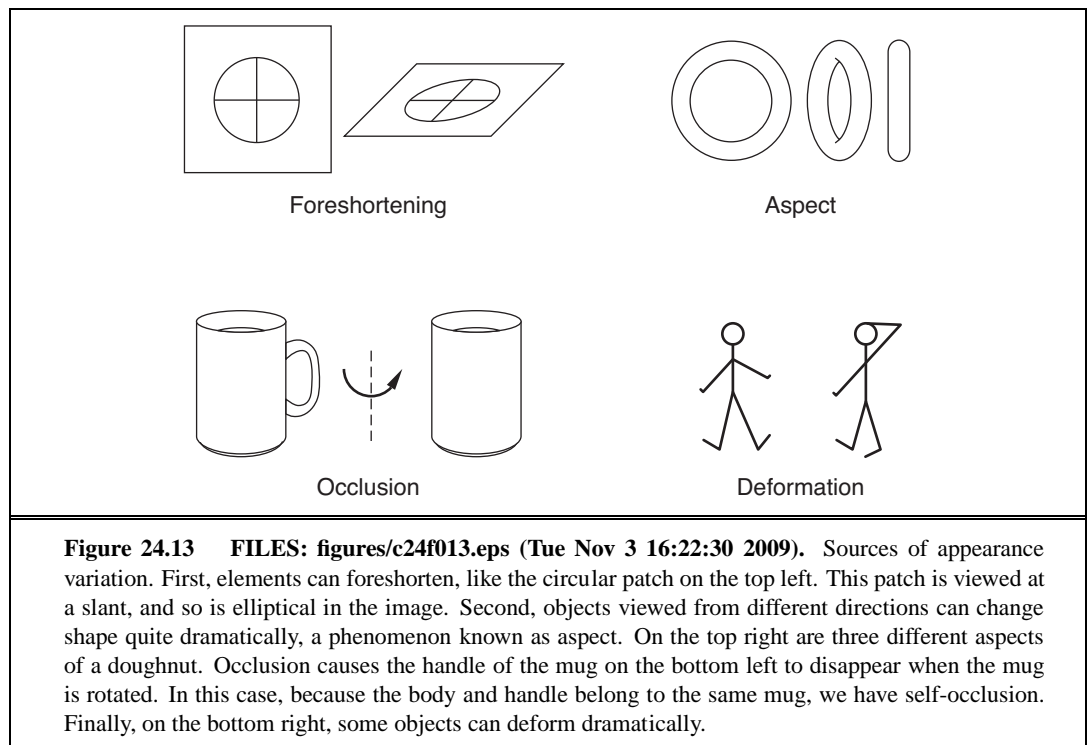 Foreshortening
Aspect
Occlusion
Deformation
Figure 24.13 FILES: figures/c24f013.eps (Tue Nov 3 16:22:30 2009). Sources of appearance
variation. First, elements can foreshorten, like the circular patch on the top left. This patch is viewed at
a slant, and so is elliptical in the image. Second, objects viewed from different directions can change
shape quite dramatically, a phenomenon known as aspect. On the top right are three different aspects
of a doughnut. Occlusion causes the handle of the mug on the bottom left to disappear when the mug
is rotated. In this case, because the body and handle belong to the same mug, we have self-occlusion.
Finally, on the bottom right, some objects can deform dramatically.